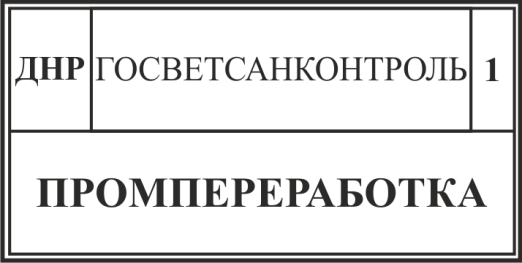 ДНР ГОСВЕТСАНКОНТРОЛЬ 1
ПРОМПЕРЕРАБОТКА